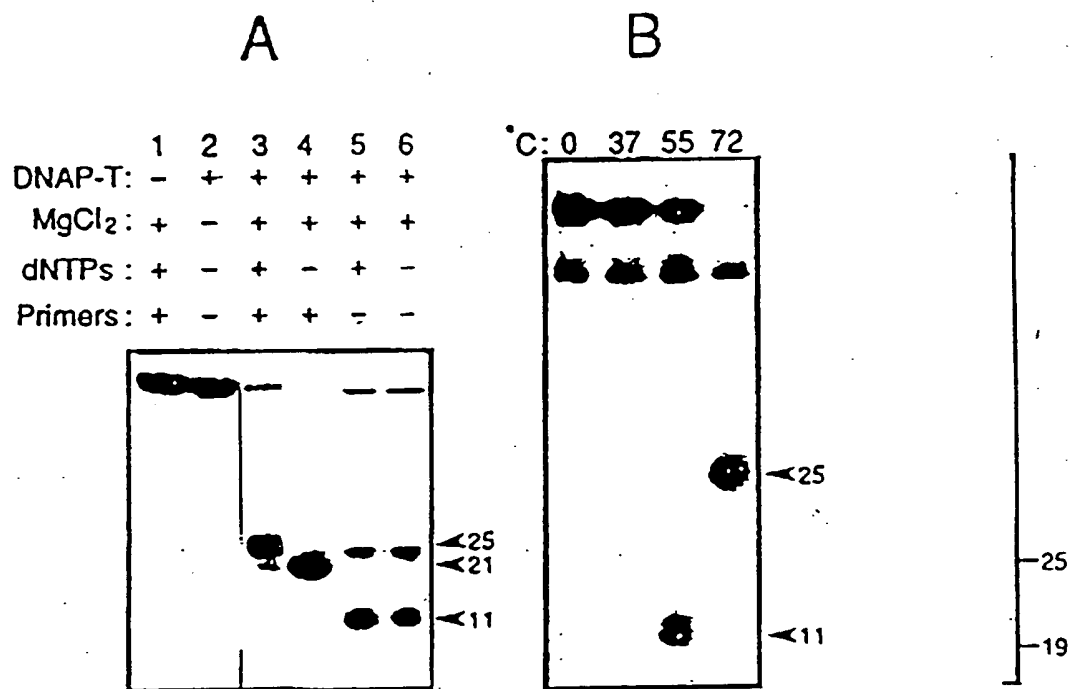 A
B
1 2 3 4 5 6
DNAP-T: - + + + + +
MgCl2: + - + + + +
dNTPs: + - + - + -
Primers: + - + + - -
25
21
11
°C: 0 37 55 72
25
11
25
19